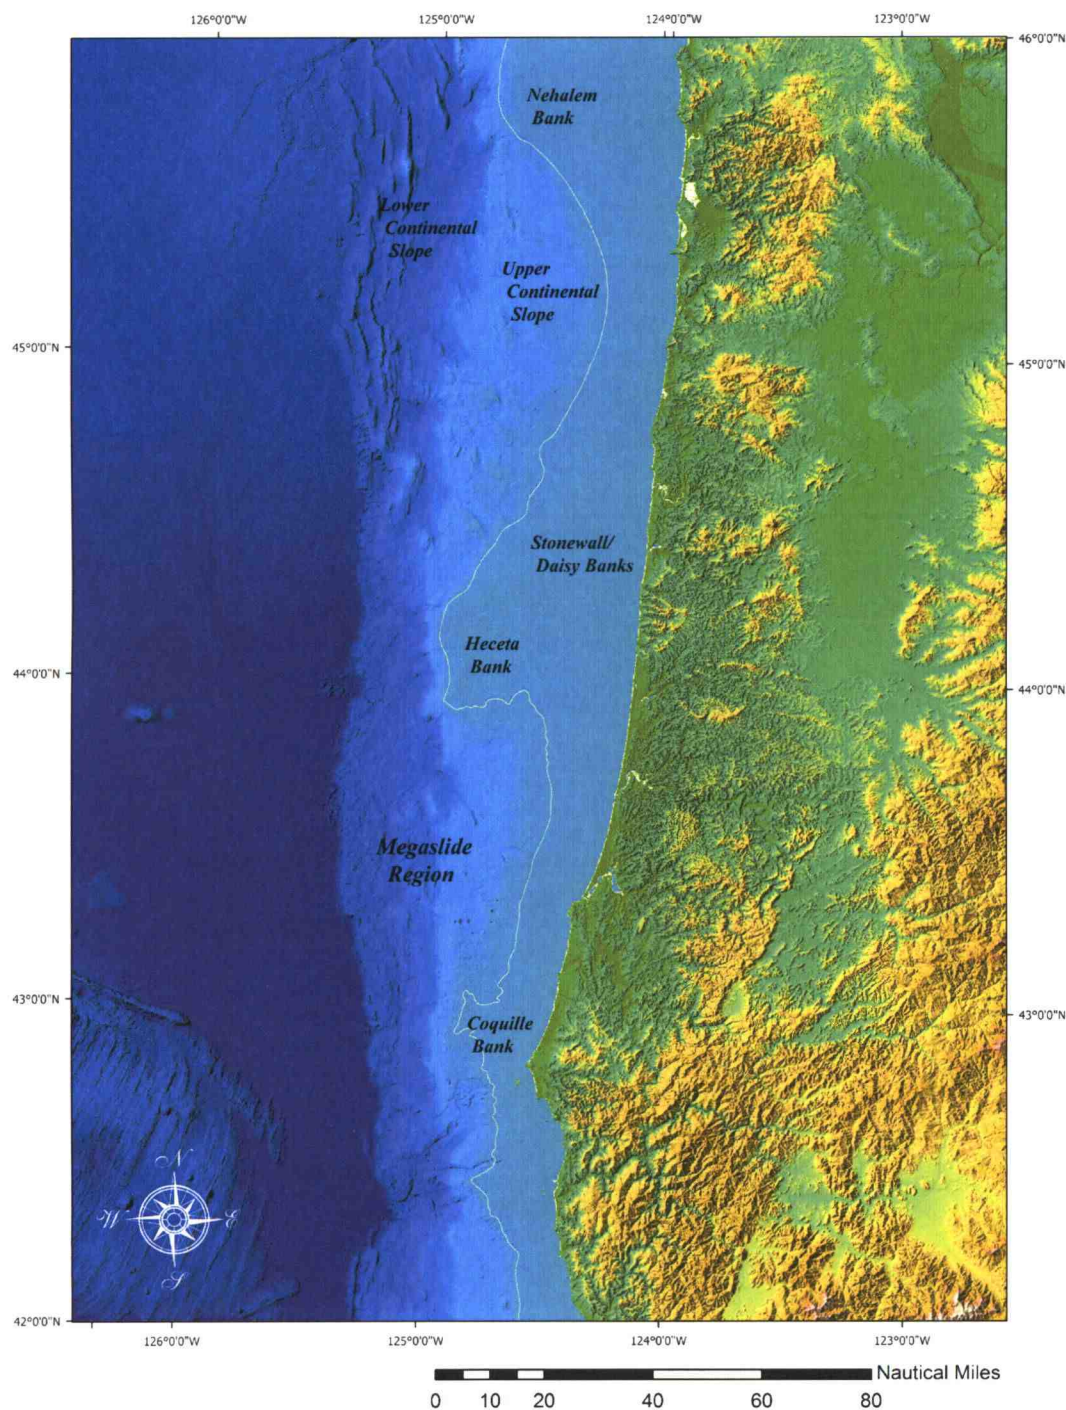 126°0'0"W 125°0'0"W 124°0'0"W 123°0'0"W
46°0'0"N
Nehalem
Bank
Lower
Continental
Slope
Upper
Continental
Slope
45°0'0"N
45°0'0"N
Stonewall/
Daisy Banks
Heceta
Bank
44°0'0"N
44°0'0"N
Megaslide
Region
43°0'0"N
43°0'0"N
Coquille
Bank
N
W E
S
42°0'0"N
126°0'0"W 125°0'0"W 124°0'0"W 123°0'0"W
Nautical Miles
0 10 20 40 60 80